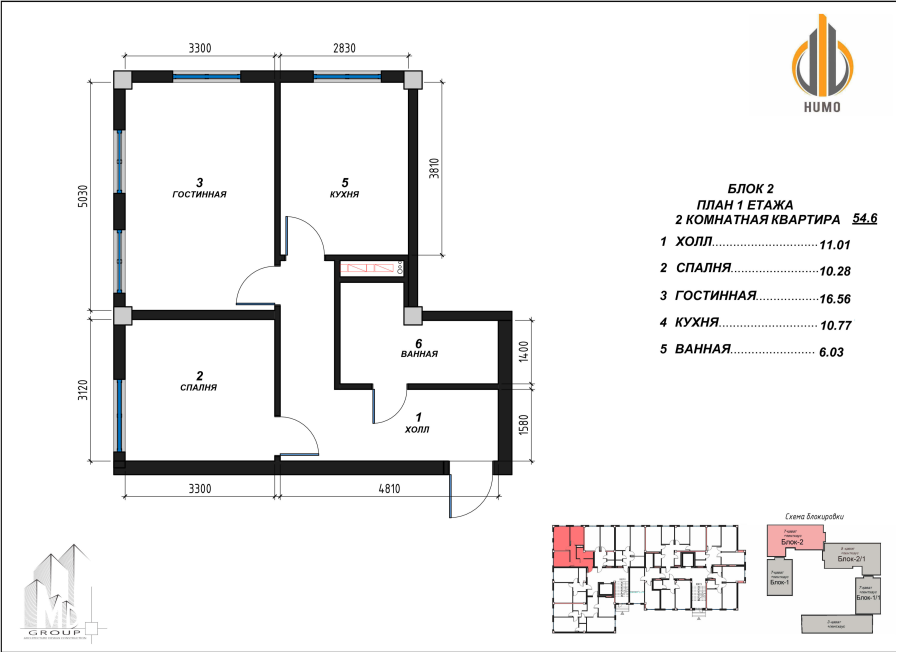 3300
2830
HUMO
5030
3810
3
ГОСТИННАЯ
5
КУХНЯ
БЛОК 2
ПЛАН 1 ЕТАЖА
2 КОМНАТНАЯ КВАРТИРА 54.6
1 ХОЛЛ 11.01
2 СПАЛНЯ 10.28
3 ГОСТИННАЯ 16.56
4 КУХНЯ 10.77
5 ВАННАЯ 6.03
6
ВАННАЯ
1400
3120
2
СПАЛНЯ
1
ХОЛЛ
1580
3300
4810
Схема блокировки
Блок-2
Блок-2/1
Блок-1
Блок-1/1
GROUP